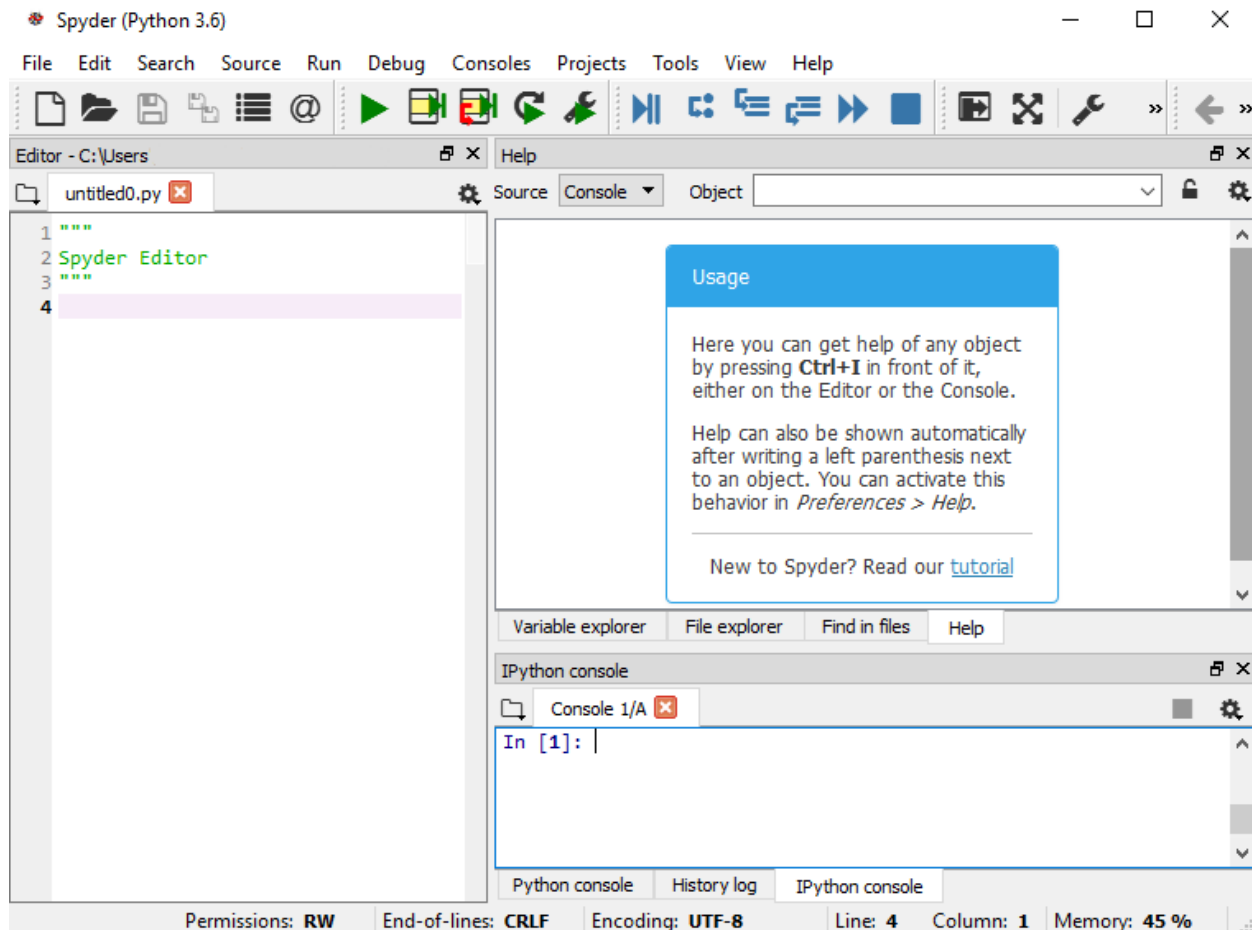 Spyder (Python 3.6)
File Edit Search Source Run Debug Consoles Projects Tools View Help
Editor - C:\Users
untitled0.py
1 """
2 Spyder Editor
3 """
4
Help
Source Console Object
Usage
Here you can get help of any object
by pressing Ctrl+I in front of it,
either on the Editor or the Console.
Help can also be shown automatically
after writing a left parenthesis next
to an object. You can activate this
behavior in Preferences > Help.
New to Spyder? Read our tutorial
Variable explorer File explorer Find in files Help
IPython console
Console 1/A
In [1]:
Python console History log IPython console
Permissions: RW End-of-lines: CRLF Encoding: UTF-8 Line: 4 Column: 1 Memory: 45 %